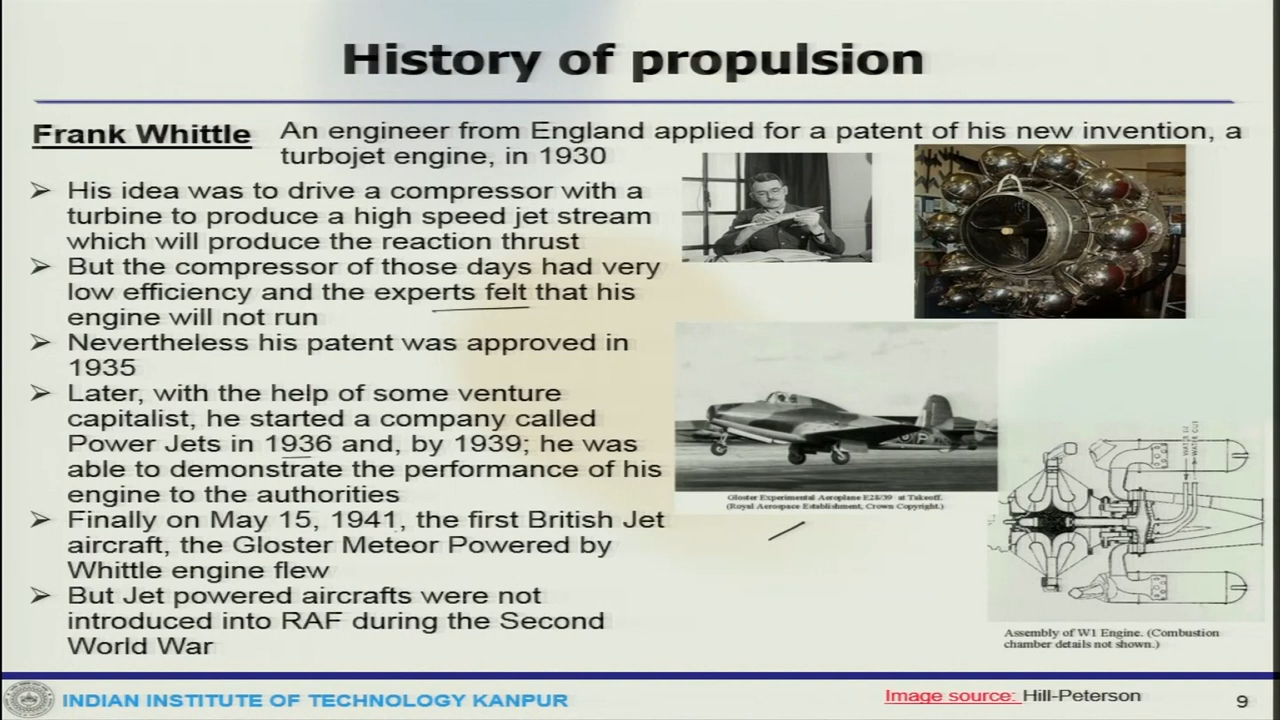 History of propulsion
Frank Whittle
An engineer from England applied for a patent of his new invention, a
turbojet engine, in 1930
➢ His idea was to drive a compressor with a
turbine to produce a high speed jet stream
which will produce the reaction thrust
➢ But the compressor of those days had very
low efficiency and the experts felt that his
engine will not run
➢ Nevertheless his patent was approved in
1935
➢ Later, with the help of some venture
capitalist, he started a company called
Power Jets in 1936 and, by 1939; he was
able to demonstrate the performance of his
engine to the authorities
➢ Finally on May 15, 1941, the first British Jet
aircraft, the Gloster Meteor Powered by
Whittle engine flew
➢ But Jet powered aircrafts were not
introduced into RAF during the Second
World War
Gloster Experimental Aeroplane E28/39 at Takeoff.
(Royal Aerospace Establishment, Crown Copyright.)
WATER OUT
Assembly of W1 Engine. (Combustion
chamber details not shown.)
INDIAN INSTITUTE OF TECHNOLOGY KANPUR
Image source: Hill-Peterson
9